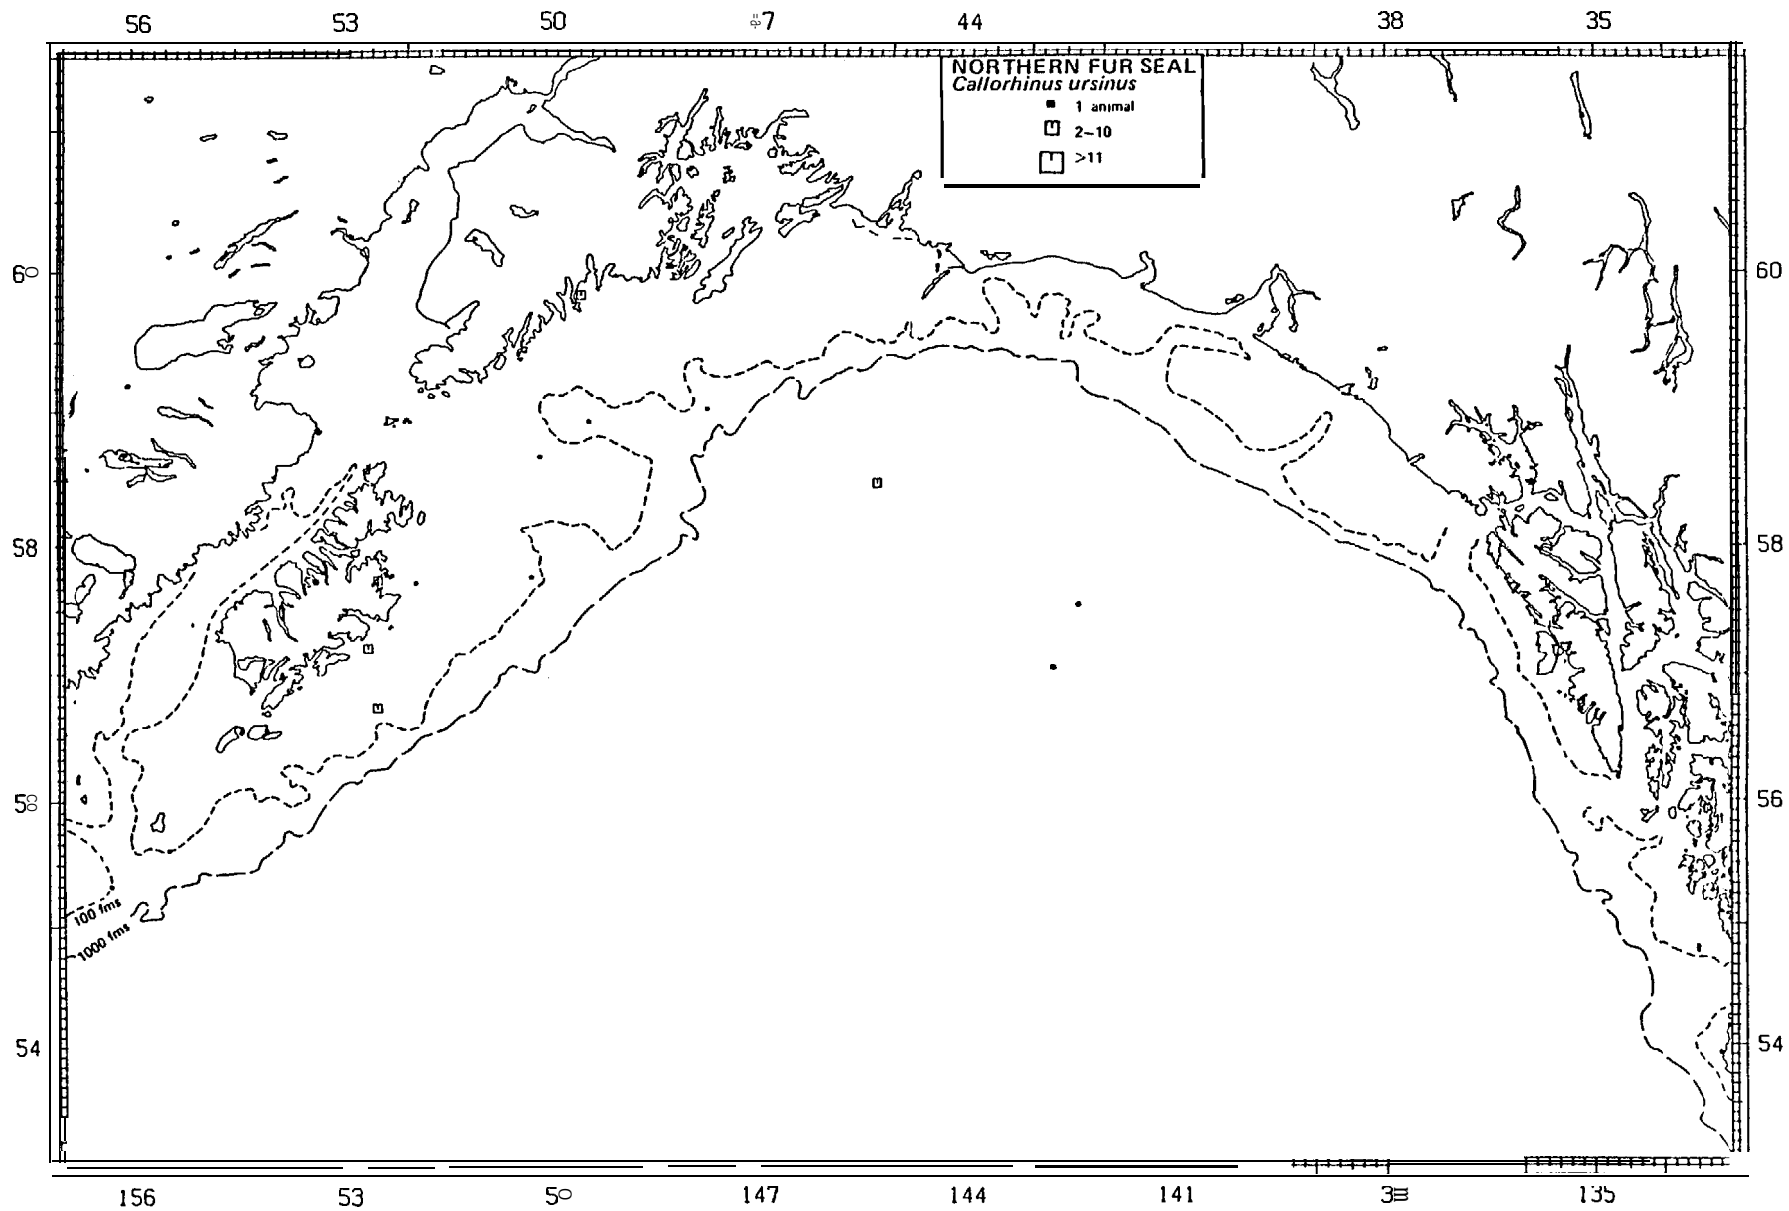 56 53 50 44 38 35
NORTHERN FUR SEAL
Callorhinus ursinus
1 animal
2-10
>11
60 60
58 58
56
100 fms
1000 fms
54 54
156 53 50 147 144 141 135